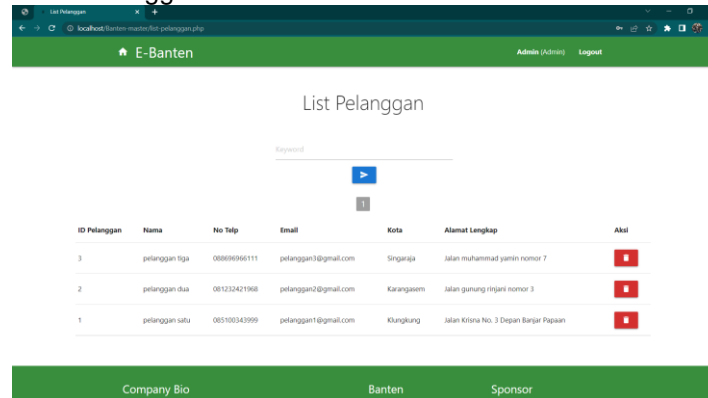 List Pelanggan
localhost/Banten-master/list-pelanggan.php
E-Banten Admin (Admin) Logout
List Pelanggan
Keyword
1
ID Pelanggan Nama No Telp Email Kota Alamat Lengkap Aksi
3 pelanggan tiga 088696966111 pelanggan3@gmail.com Singaraja Jalan muhammad yamin nomor 7
2 pelanggan dua 081232421968 pelanggan2@gmail.com Karangasem Jalan gunung rinjani nomor 3
1 pelanggan satu 085100343999 pelanggan1@gmail.com Klungkung Jalan Krisna No. 3 Depan Banjar Papaan
Company Bio Banten Sponsor